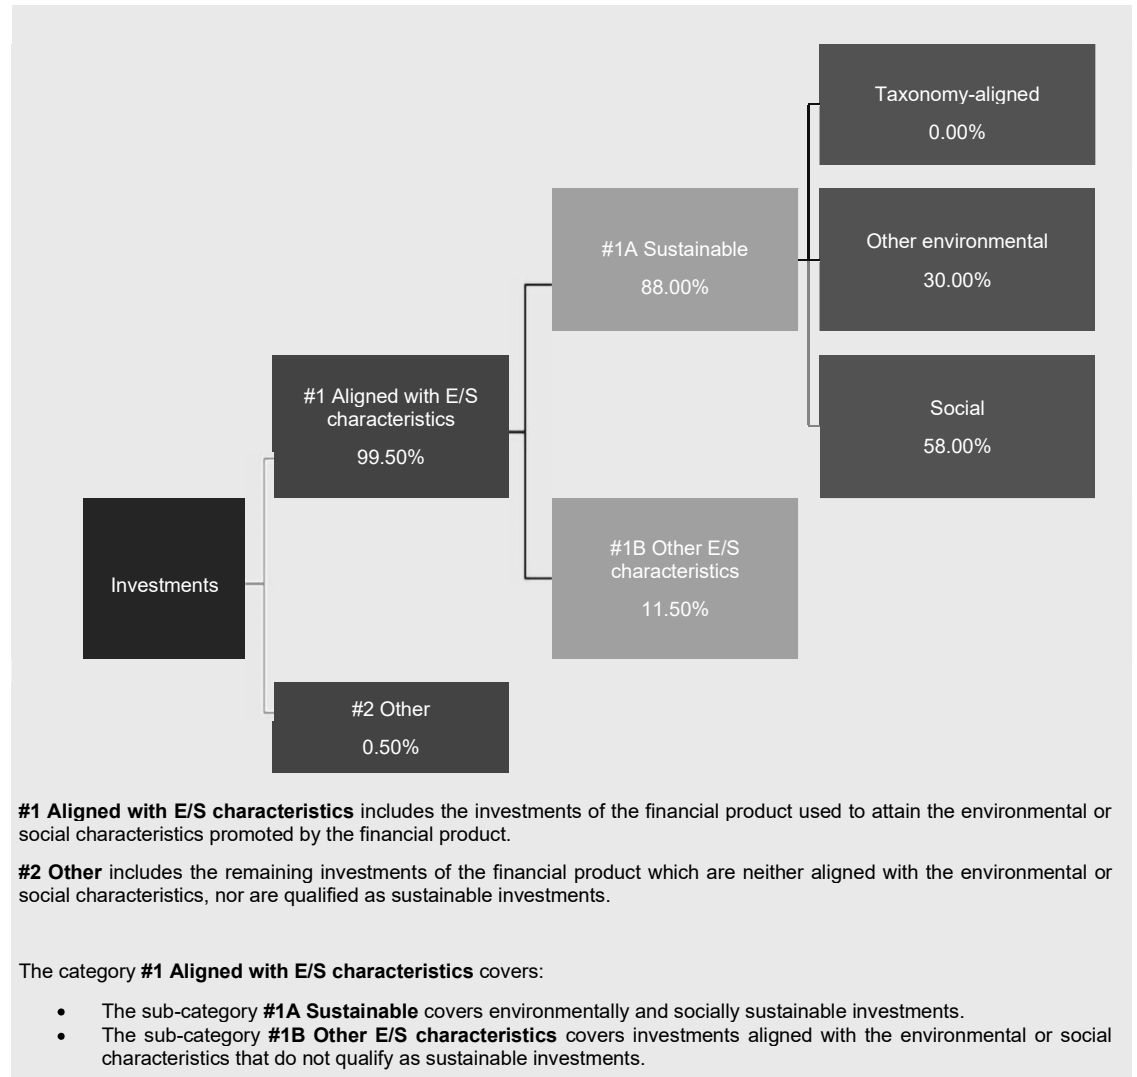 Taxonomy-aligned
0.00%
#1A Sustainable
88.00%
Other environmental
30.00%
#1 Aligned with E/S
characteristics
99.50%
Social
58.00%
Investments
#1B Other E/S
characteristics
11.50%
#2 Other
0.50%
#1 Aligned with E/S characteristics includes the investments of the financial product used to attain the environmental or
social characteristics promoted by the financial product.
#2 Other includes the remaining investments of the financial product which are neither aligned with the environmental or
social characteristics, nor are qualified as sustainable investments.
The category #1 Aligned with E/S characteristics covers:
• The sub-category #1A Sustainable covers environmentally and socially sustainable investments.
• The sub-category #1B Other E/S characteristics covers investments aligned with the environmental or social
characteristics that do not qualify as sustainable investments.